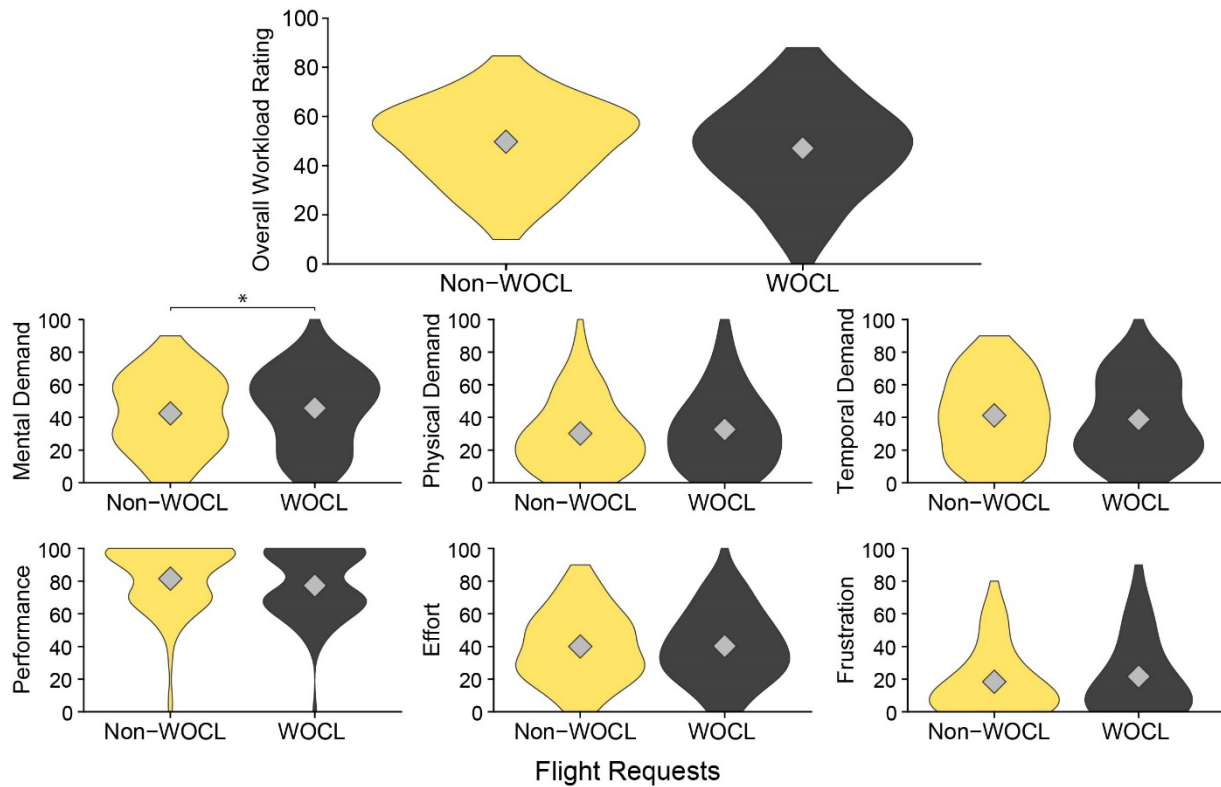 Overall Workload Rating
100
80
60
40
20
0
Non-WOCL
WOCL
Mental Demand
100
80
60
40
20
0
*
Non-WOCL
WOCL
Physical Demand
100
80
60
40
20
0
Non-WOCL
WOCL
Temporal Demand
100
80
60
40
20
0
Non-WOCL
WOCL
Performance
100
80
60
40
20
0
Non-WOCL
WOCL
Effort
100
80
60
40
20
0
Non-WOCL
WOCL
Frustration
100
80
60
40
20
0
Non-WOCL
WOCL
Flight Requests